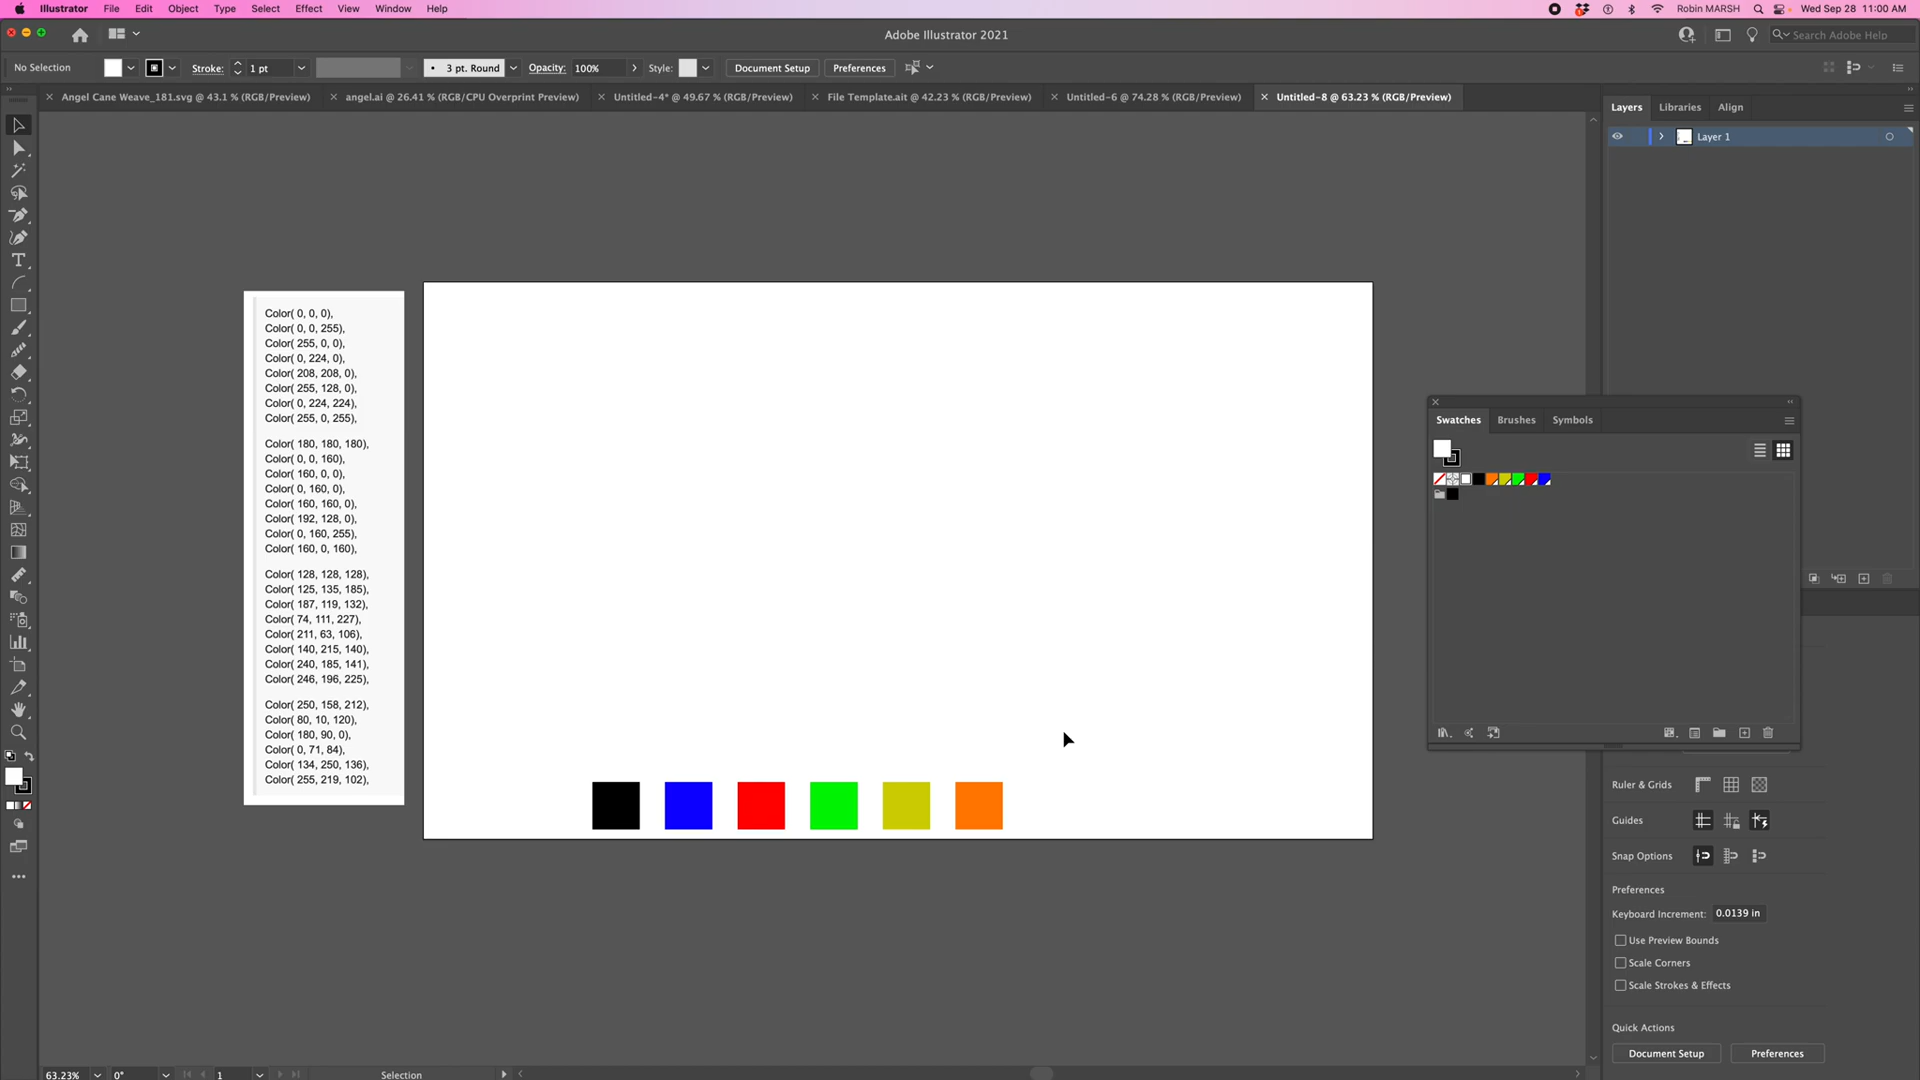 Illustrator File Edit Object Type Select Effect View Window Help Robin MARSH Wed Sep 28 11:00 AM
Adobe Illustrator 2021 Search Adobe Help
No Selection Stroke: 1 pt 3 pt. Round Opacity: 100% Style: Document Setup Preferences
Angel Cane Weave_181.svg @ 43.1 % (RGB/Preview) angel.ai @ 26.41 % (RGB/CPU Overprint Preview) Untitled-4* @ 49.67 % (RGB/Preview) File Template.ait @ 42.23 % (RGB/Preview) Untitled-6 @ 74.28 % (RGB/Preview) Untitled-8 @ 63.23 % (RGB/Preview)
Layers Libraries Align
Layer 1
Color( 0, 0, 0),
Color( 0, 0, 255),
Color( 255, 0, 0),
Color( 0, 224, 0),
Color( 208, 208, 0),
Color( 255, 128, 0),
Color( 0, 224, 224),
Color( 255, 0, 255),
Color( 180, 180, 180),
Color( 0, 0, 160),
Color( 160, 0, 0),
Color( 0, 160, 0),
Color( 160, 160, 0),
Color( 192, 128, 0),
Color( 0, 160, 255),
Color( 160, 0, 160),
Color( 128, 128, 128),
Color( 125, 135, 185),
Color( 187, 119, 132),
Color( 74, 111, 227),
Color( 211, 63, 106),
Color( 140, 215, 140),
Color( 240, 185, 141),
Color( 246, 196, 225),
Color( 250, 158, 212),
Color( 80, 10, 120),
Color( 180, 90, 0),
Color( 0, 71, 84),
Color( 134, 250, 136),
Color( 255, 219, 102),
Swatches Brushes Symbols
Ruler & Grids
Guides
Snap Options
Preferences
Keyboard Increment: 0.0139 in
Use Preview Bounds
Scale Corners
Scale Strokes & Effects
Quick Actions
Document Setup Preferences
63.23% 0° 1 Selection